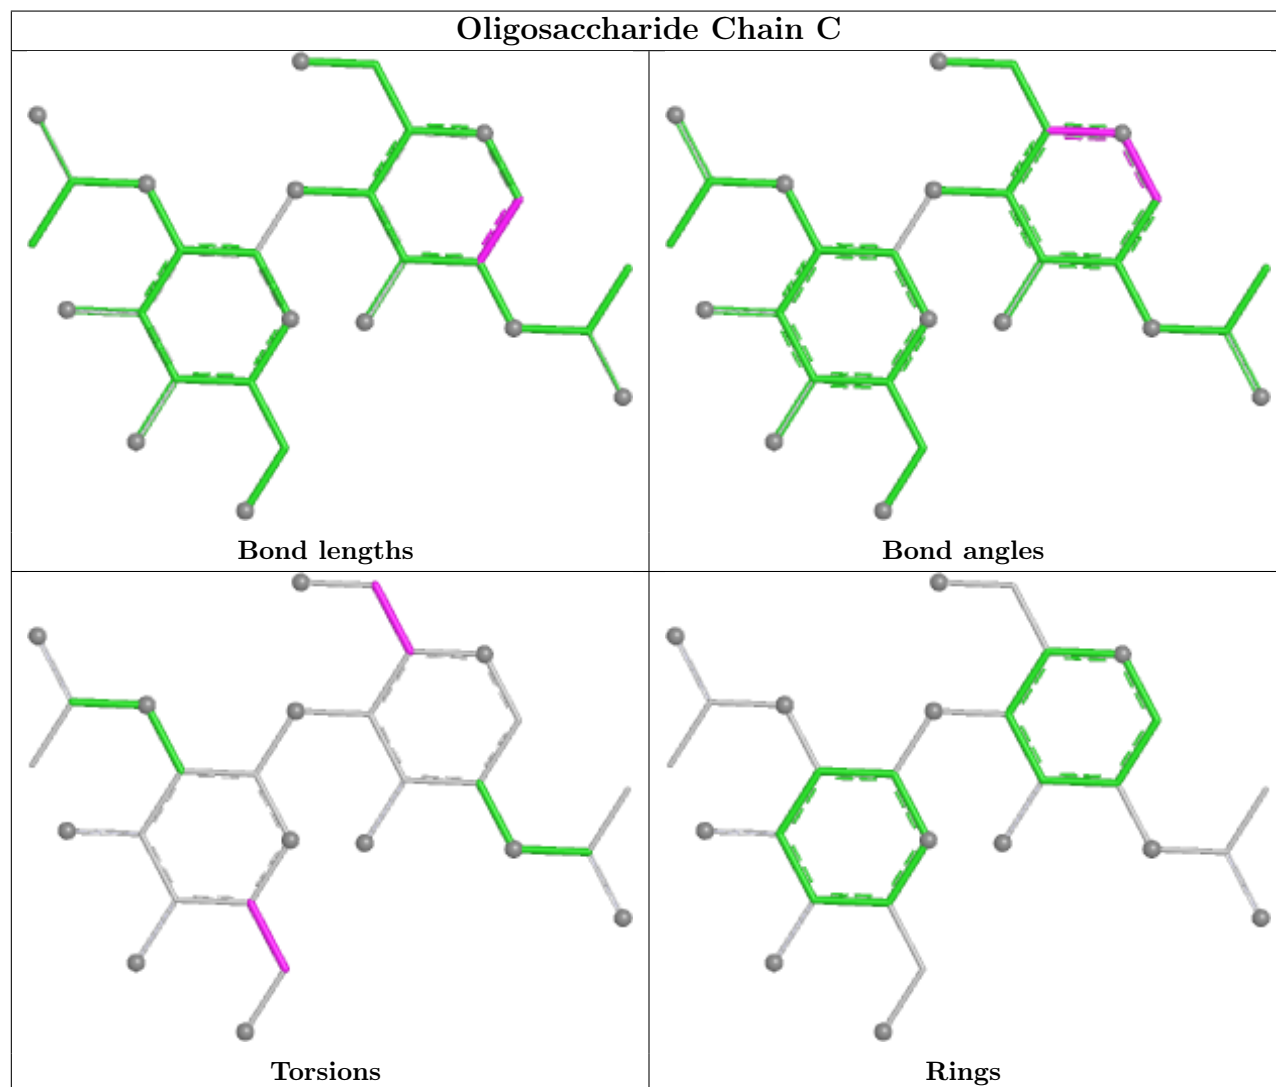 Oligosaccharide Chain C
Bond lengths
Bond angles
Torsions
Rings